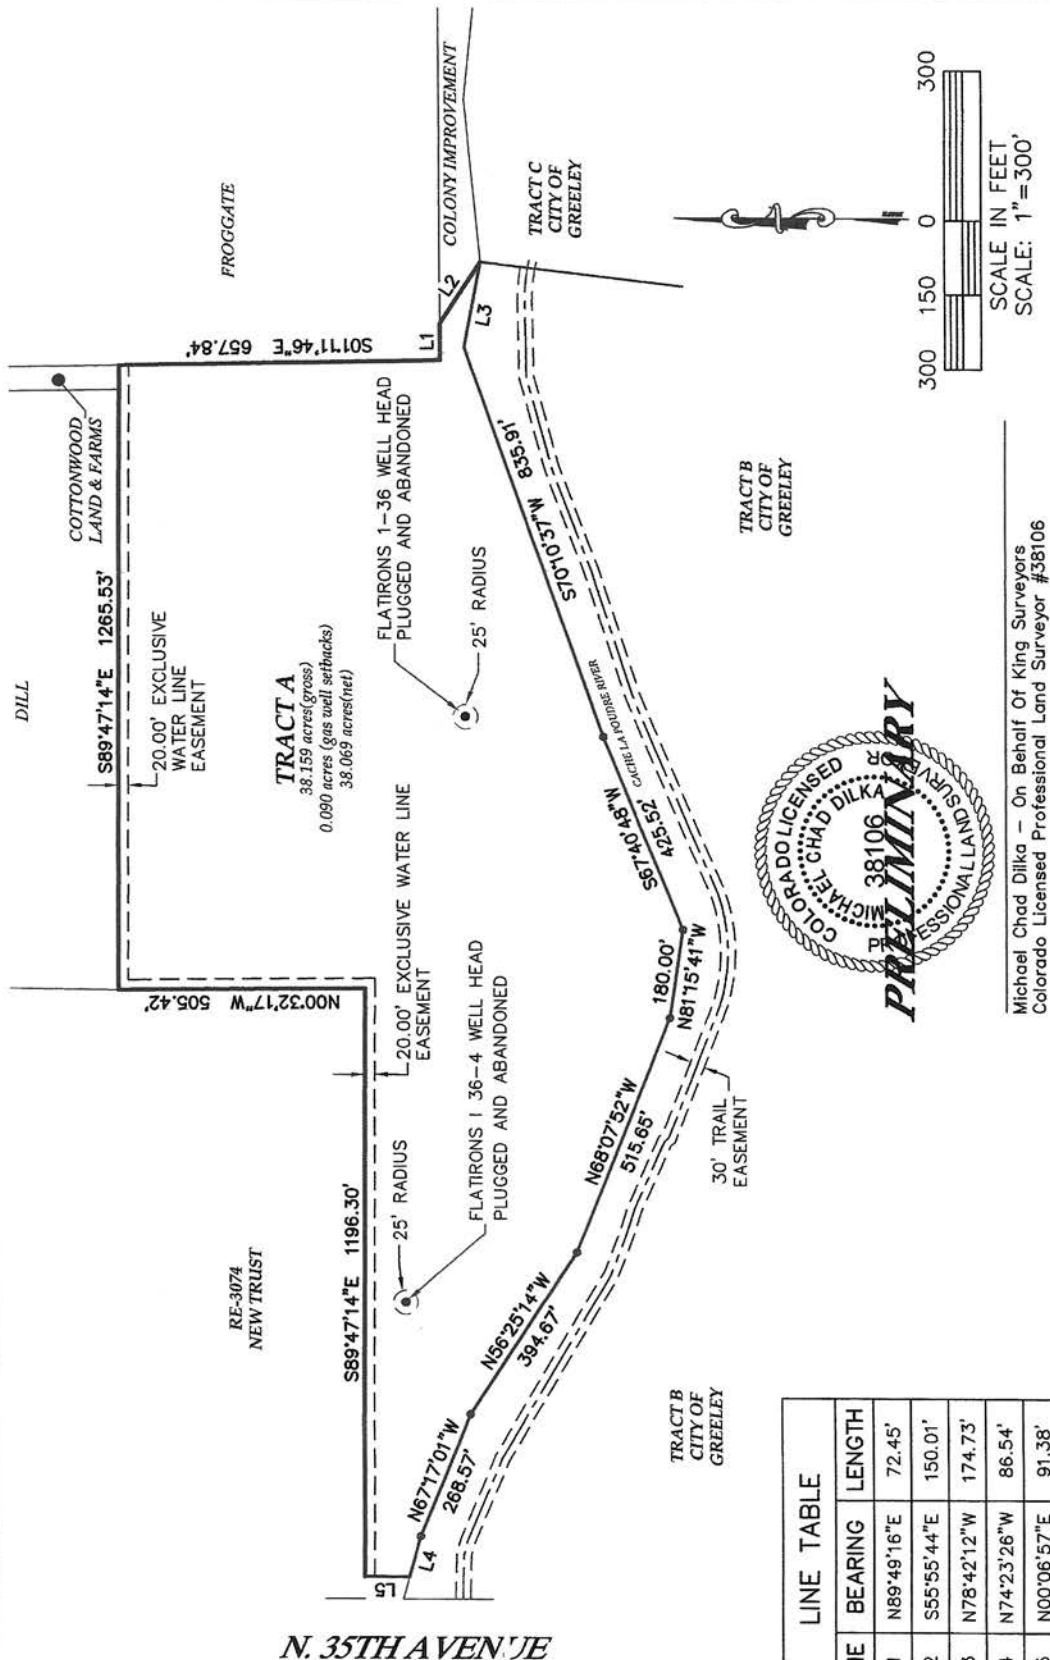 DILL
COTTONWOOD
LAND & FARMS
FROGGATE
S89°47'14"E 1265.53'
20.00' EXCLUSIVE
WATER LINE
EASEMENT
S01°11'46"E 657.84'
COLONY IMPROVEMENT
L1
L2
L3
TRACT A
38.159 acres(gross)
0.090 acres (gas well setbacks)
38.069 acres(net)
FLATIRONS 1-36 WELL HEAD
PLUGGED AND ABANDONED
25' RADIUS
N00°32'17"W 505.42'
RE-3074
NEW TRUST
S89°47'14"E 1196.30'
20.00' EXCLUSIVE WATER LINE
EASEMENT
25' RADIUS
FLATIRONS I 36-4 WELL HEAD
PLUGGED AND ABANDONED
TRACT C
CITY OF
GREELEY
S70°10'37"W 835.91'
CACHE LA POUDRE RIVER
S67°40'48"W
425.52'
180.00'
N81°15'41"W
N68°07'52"W
515.65'
N56°25'14"W
394.67'
N67°17'01"W
268.57'
L4
L5
30' TRAIL
EASEMENT
TRACT B
CITY OF
GREELEY
TRACT B
CITY OF
GREELEY
N. 35TH AVENUE
300 150 0 300
SCALE IN FEET
SCALE: 1"=300'
COLORADO LICENSED
MICHAEL CHAD DILKA
38106
PROFESSIONAL LAND SURVEYOR
PRELIMINARY
Michael Chad Dilka - On Behalf Of King Surveyors
Colorado Licensed Professional Land Surveyor #38106
LINE TABLE
BEARING LENGTH
N89°49'16"E 72.45'
S55°55'44"E 150.01'
N78°42'12"W 174.73'
N74°23'26"W 86.54'
N00°06'57"E 91.38'